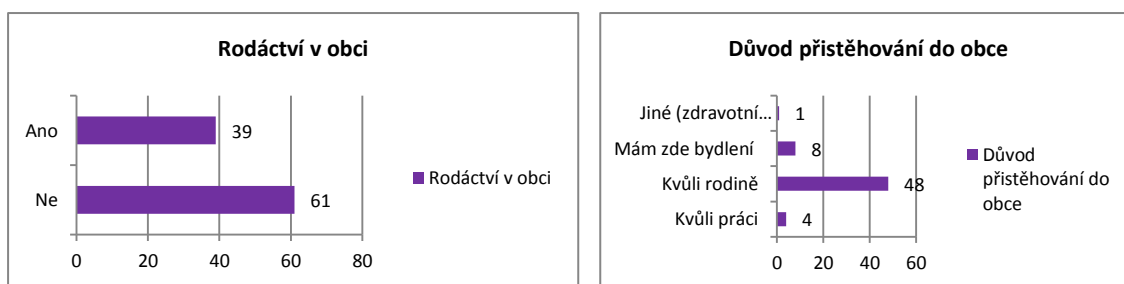 Rodáctví v obci
Ano
39
Ne
61
0 20 40 60 80
Rodáctví v obci
Důvod přistěhování do obce
Jiné (zdravotní...
1
Mám zde bydlení
8
Kvůli rodině
48
Kvůli práci
4
0 20 40 60
Důvod
přistěhování do
obce